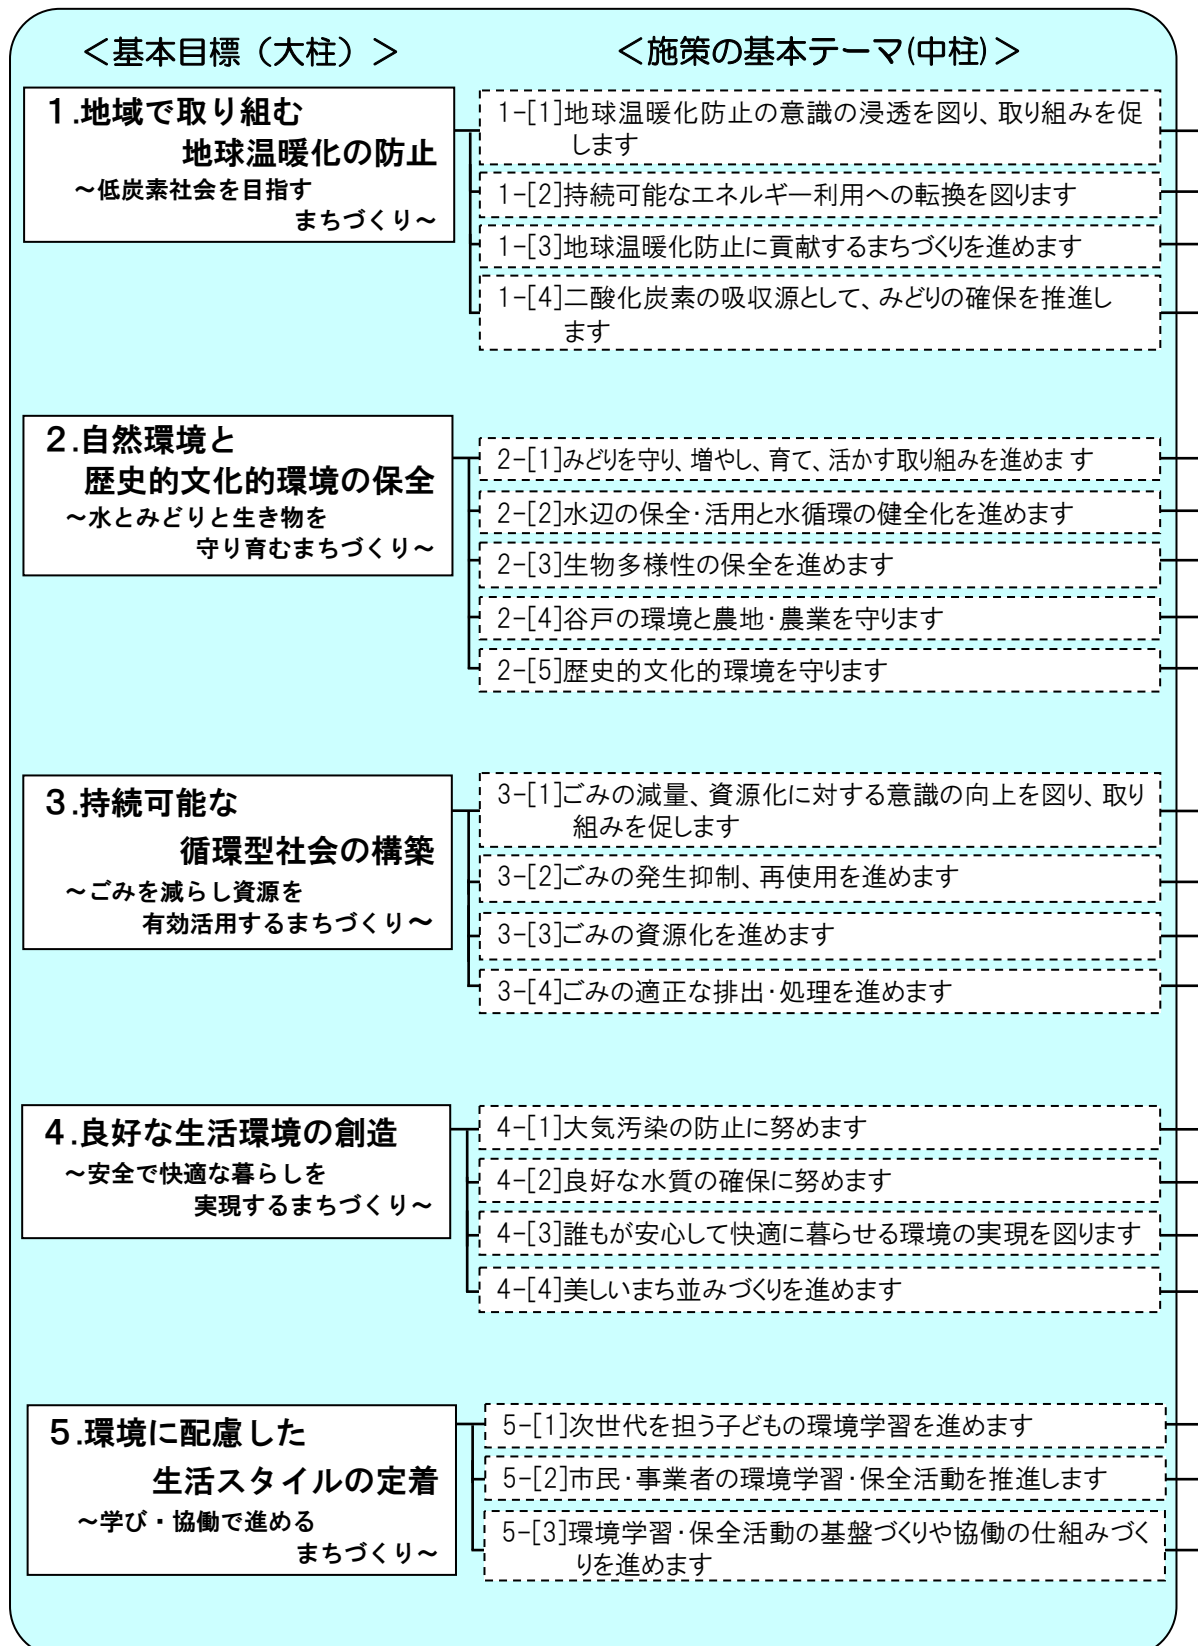 ＜基本目標（大柱）＞
＜施策の基本テーマ(中柱)＞
１.地域で取り組む
地球温暖化の防止
～低炭素社会を目指す
まちづくり～
1-[1]地球温暖化防止の意識の浸透を図り、取り組みを促
します
1-[2]持続可能なエネルギー利用への転換を図ります
1-[3]地球温暖化防止に貢献するまちづくりを進めます
1-[4]二酸化炭素の吸収源として、みどりの確保を推進し
ます
２.自然環境と
歴史的文化的環境の保全
～水とみどりと生き物を
守り育むまちづくり～
2-[1]みどりを守り、増やし、育て、活かす取り組みを進めます
2-[2]水辺の保全・活用と水循環の健全化を進めます
2-[3]生物多様性の保全を進めます
2-[4]谷戸の環境と農地・農業を守ります
2-[5]歴史的文化的環境を守ります
３.持続可能な
循環型社会の構築
～ごみを減らし資源を
有効活用するまちづくり～
3-[1]ごみの減量、資源化に対する意識の向上を図り、取り
組みを促します
3-[2]ごみの発生抑制、再使用を進めます
3-[3]ごみの資源化を進めます
3-[4]ごみの適正な排出・処理を進めます
４.良好な生活環境の創造
～安全で快適な暮らしを
実現するまちづくり～
4-[1]大気汚染の防止に努めます
4-[2]良好な水質の確保に努めます
4-[3]誰もが安心して快適に暮らせる環境の実現を図ります
4-[4]美しいまち並みづくりを進めます
５.環境に配慮した
生活スタイルの定着
～学び・協働で進める
まちづくり～
5-[1]次世代を担う子どもの環境学習を進めます
5-[2]市民・事業者の環境学習・保全活動を推進します
5-[3]環境学習・保全活動の基盤づくりや協働の仕組みづく
りを進めます